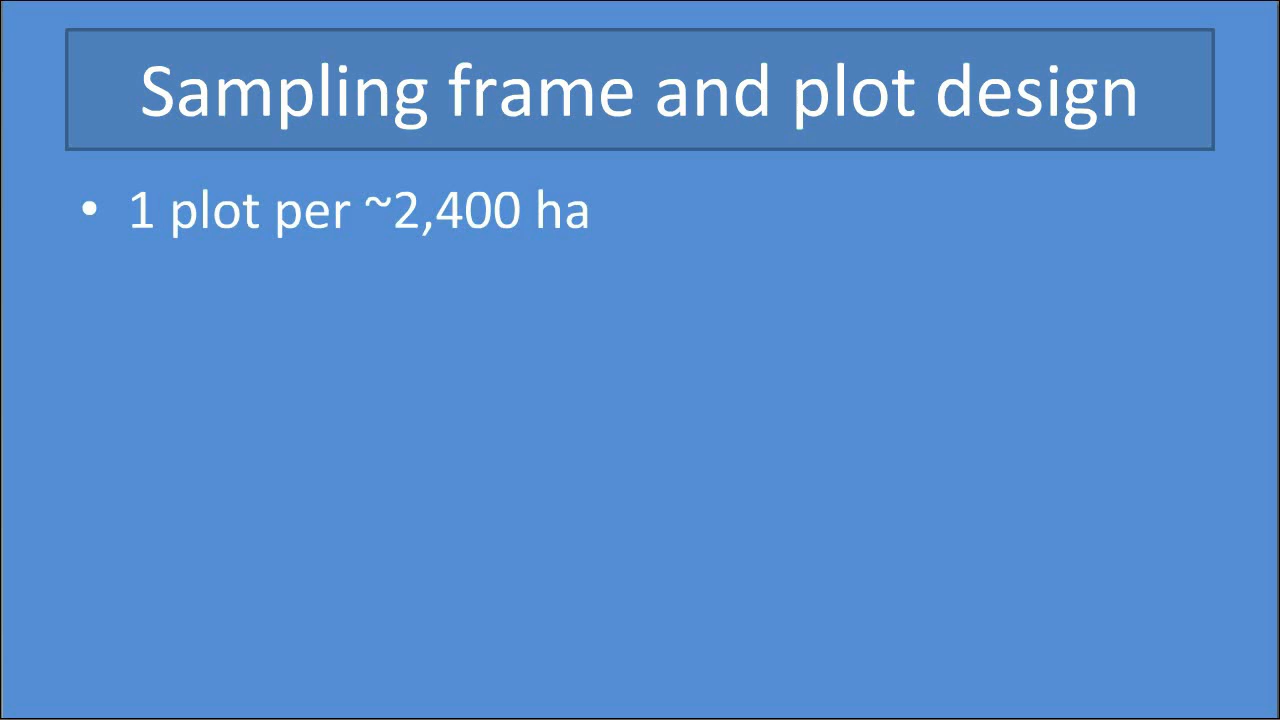 Sampling frame and plot design
• 1 plot per ~2,400 ha